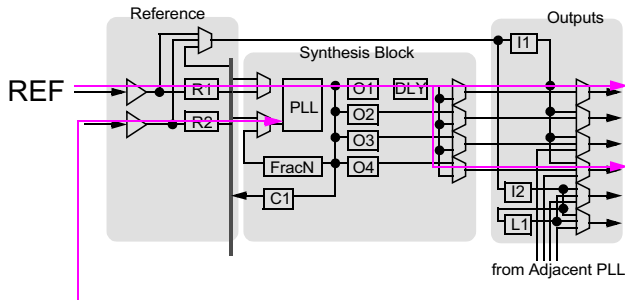 Reference
Outputs
I1
Synthesis Block
REF
R1
PLL
O1
DLY
R2
O2
O3
FracN
O4
C1
I2
L1
from Adjacent PLL